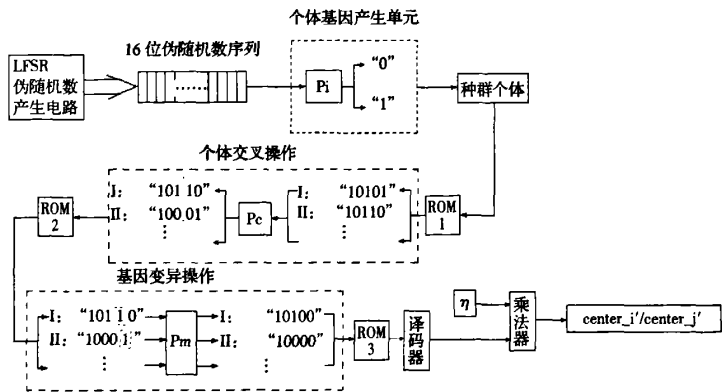 个体基因产生单元
16 位伪随机数序列
LFSR
伪随机数
产生电路
......
Pi
“0”
“1”
种群个体
个体交叉操作
I: “101 10”
II: “100 01”
⋮
Pc
I: “10101”
II: “10110”
⋮
ROM
1
ROM
2
基因变异操作
I: “101 1 0”
II: “1000 1”
⋮
Pm
I: “10100”
II: “10000”
⋮
ROM
3
译码器
η
乘法器
center_i′/center_j′